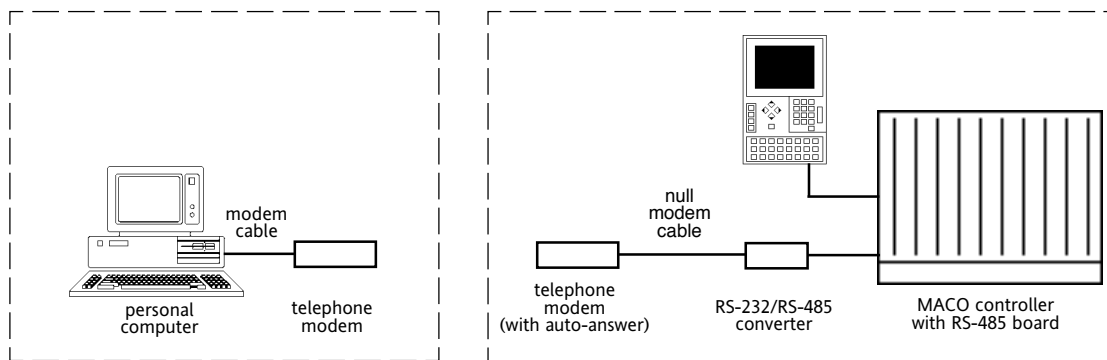 modem
cable
personal
computer
telephone
modem
null
modem
cable
telephone
modem
(with auto-answer)
RS-232/RS-485
converter
MACO controller
with RS-485 board